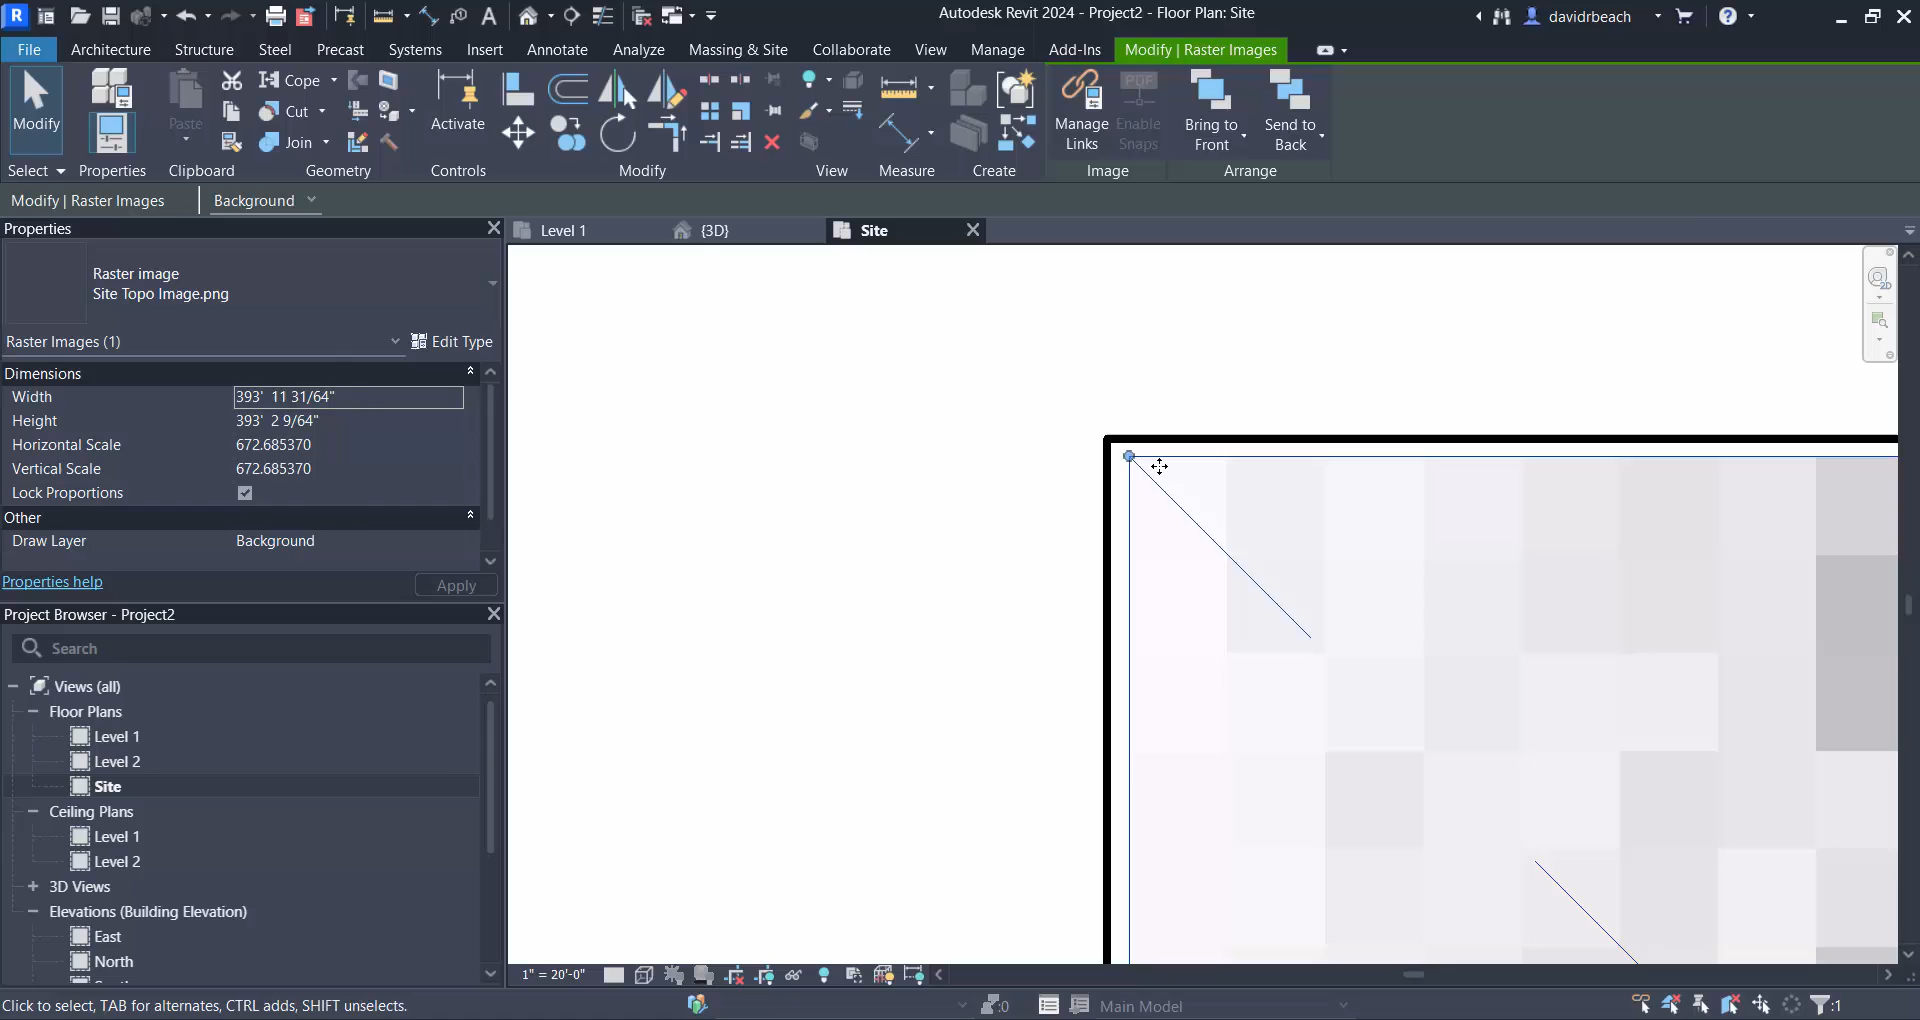 Autodesk Revit 2024 - Project2 - Floor Plan: Site
davidrbeach
File
Architecture
Structure
Steel
Precast
Systems
Insert
Annotate
Analyze
Massing & Site
Collaborate
View
Manage
Add-Ins
Modify | Raster Images
Modify
Paste
Cope
Cut
Join
Activate
Manage
Links
PDF
Enable
Snaps
Bring to
Front
Send to
Back
Select
Properties
Clipboard
Geometry
Controls
Modify
View
Measure
Create
Image
Arrange
Modify | Raster Images
Background
Properties
Raster image
Site Topo Image.png
Raster Images (1)
Edit Type
Dimensions
Width 393' 11 31/64"
Height 393' 2 9/64"
Horizontal Scale 672.685370
Vertical Scale 672.685370
Lock Proportions
Other
Draw Layer Background
Properties help
Apply
Project Browser - Project2
Search
Views (all)
Floor Plans
Level 1
Level 2
Site
Ceiling Plans
Level 1
Level 2
3D Views
Elevations (Building Elevation)
East
North
Level 1
{3D}
Site
2D
1" = 20'-0"
Click to select, TAB for alternates, CTRL adds, SHIFT unselects.
:0
Main Model
:1